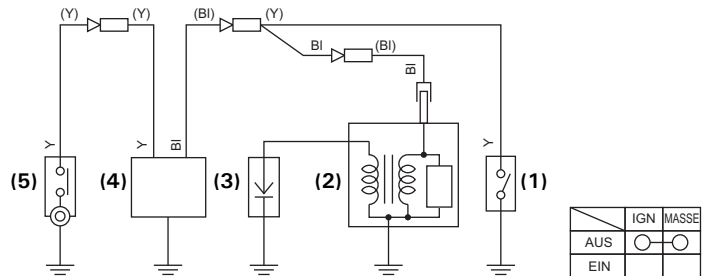 (Y) (Y) (Bl) (Y)
Bl (Bl)
Bl
Y Y Bl Y
(5) (4) (3) (2) (1)
IGN MASSE
AUS
EIN